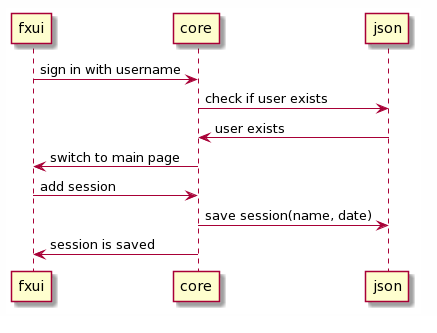 fxui core json
sign in with username
check if user exists
user exists
switch to main page
add session
save session(name, date)
session is saved
fxui core json